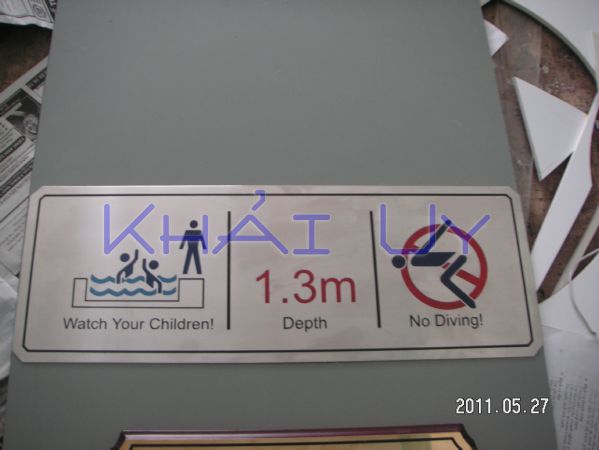 KHẢI UY
1.3m
Watch Your Children!
Depth
No Diving!
2011.05.27